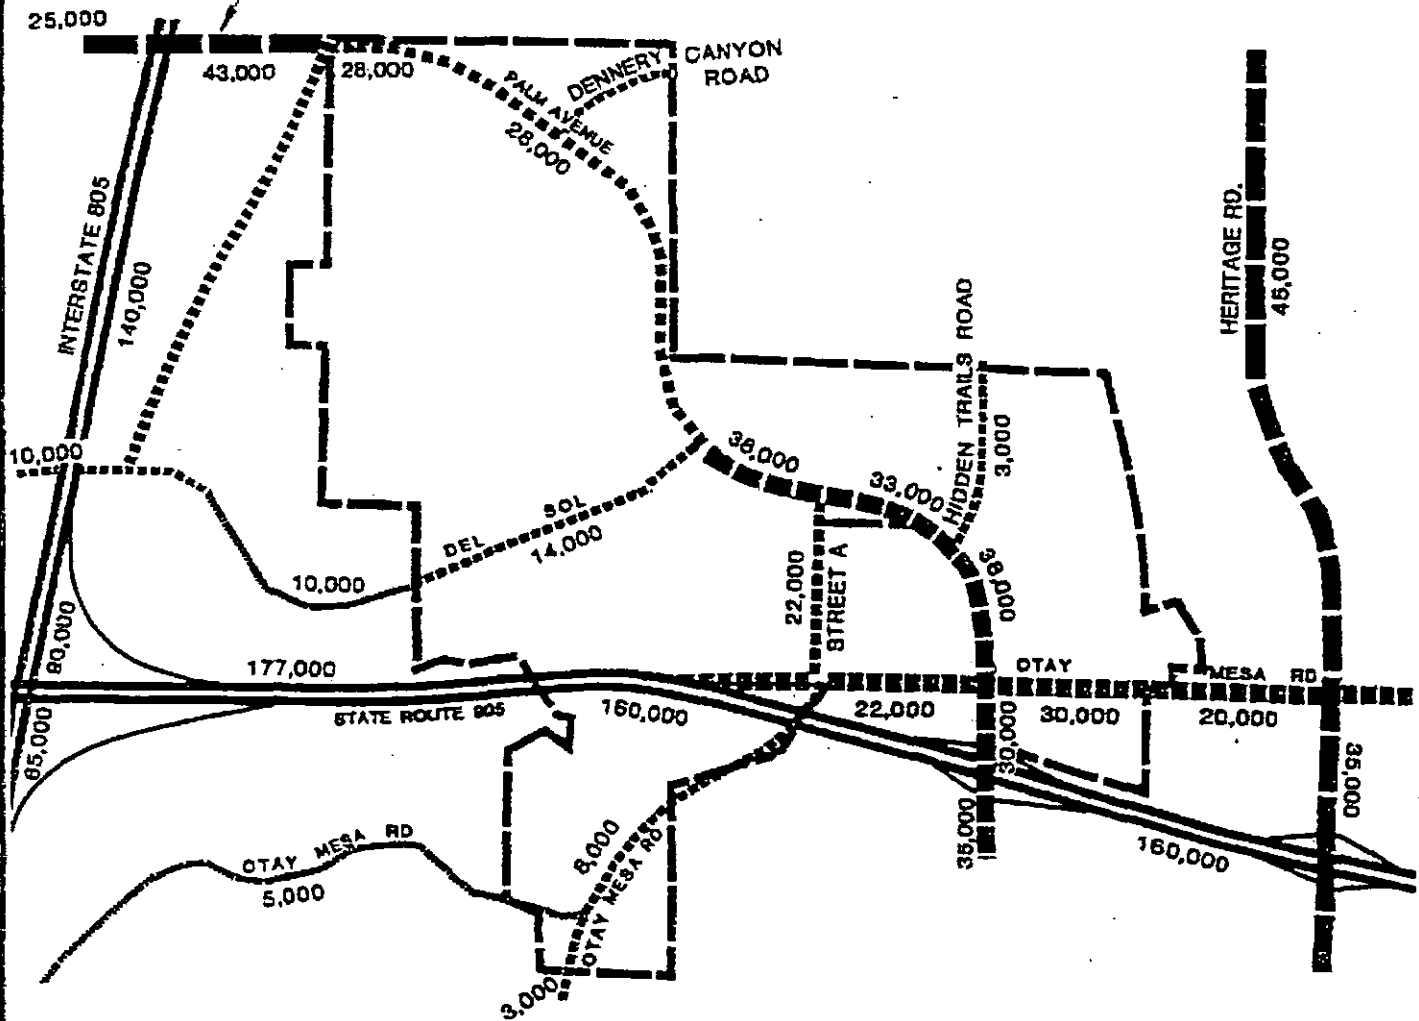 25,000
43,000
28,000
CANYON
ROAD
DENNERY
PALM AVENUE
28,000
INTERSTATE 805
140,000
HERITAGE RD.
45,000
HIDDEN TRAILS ROAD
3,000
10,000
38,000
33,000
DEL SOL
14,000
10,000
22,000
STREET A
38,000
80,000
177,000
OTAY MESA RD
STATE ROUTE 905
160,000
22,000
30,000
20,000
85,000
30,000
35,000
35,000
160,000
OTAY MESA RD
5,000
8,000
OTAY MESA RD
3,000